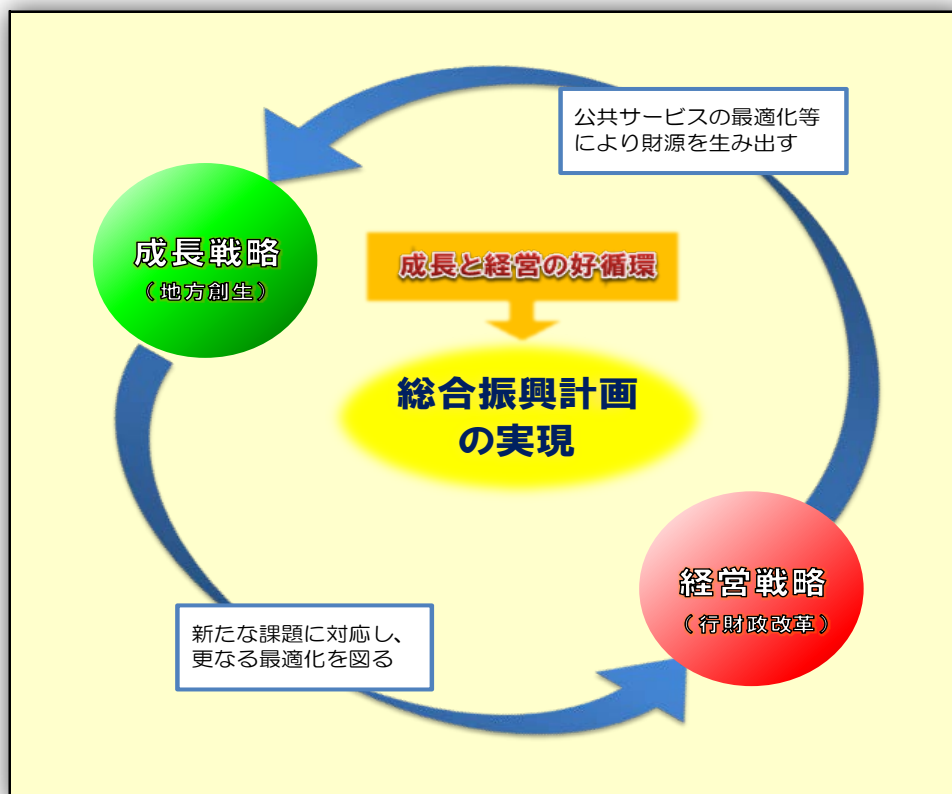 公共サービスの最適化等
により財源を生み出す
成長戦略
（地方創生）
成長と経営の好循環
総合振興計画
の実現
経営戦略
（行財政改革）
新たな課題に対応し、
更なる最適化を図る